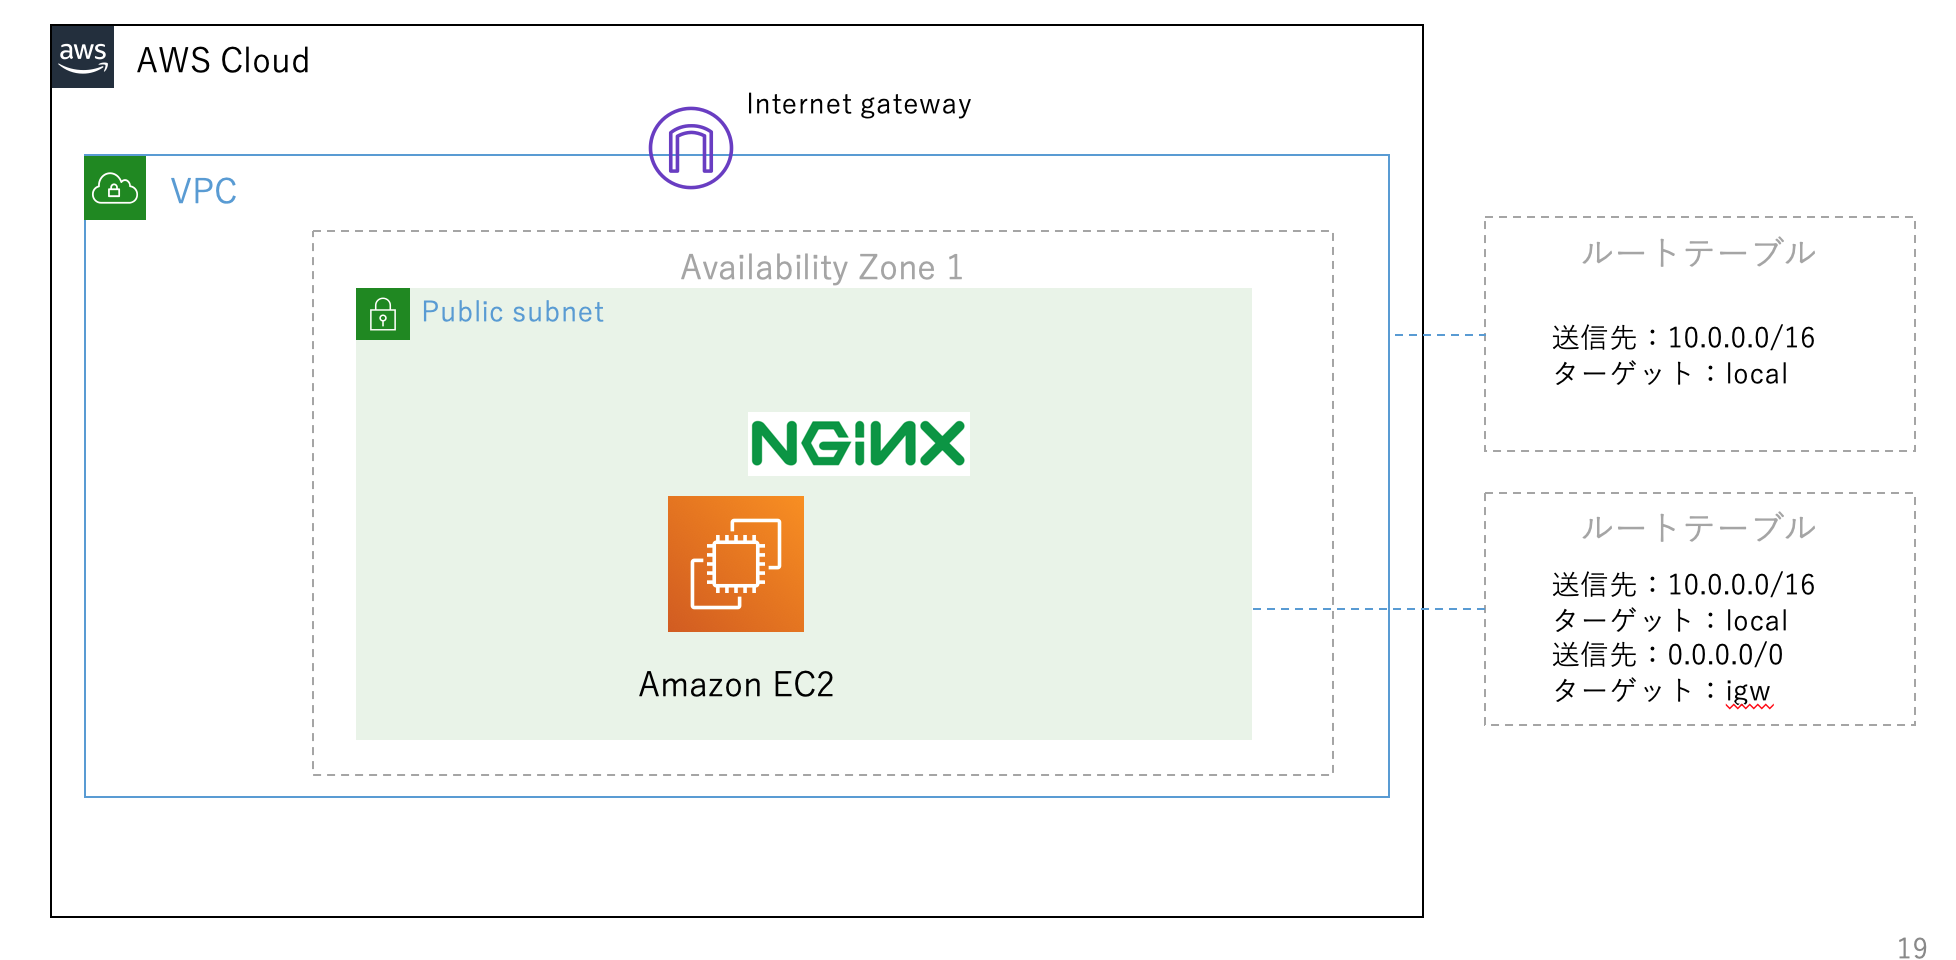 aws
AWS Cloud
Internet gateway
VPC
Availability Zone 1
Public subnet
NGINX
Amazon EC2
ルートテーブル
送信先：10.0.0.0/16
ターゲット：local
ルートテーブル
送信先：10.0.0.0/16
ターゲット：local
送信先：0.0.0.0/0
ターゲット：igw
19